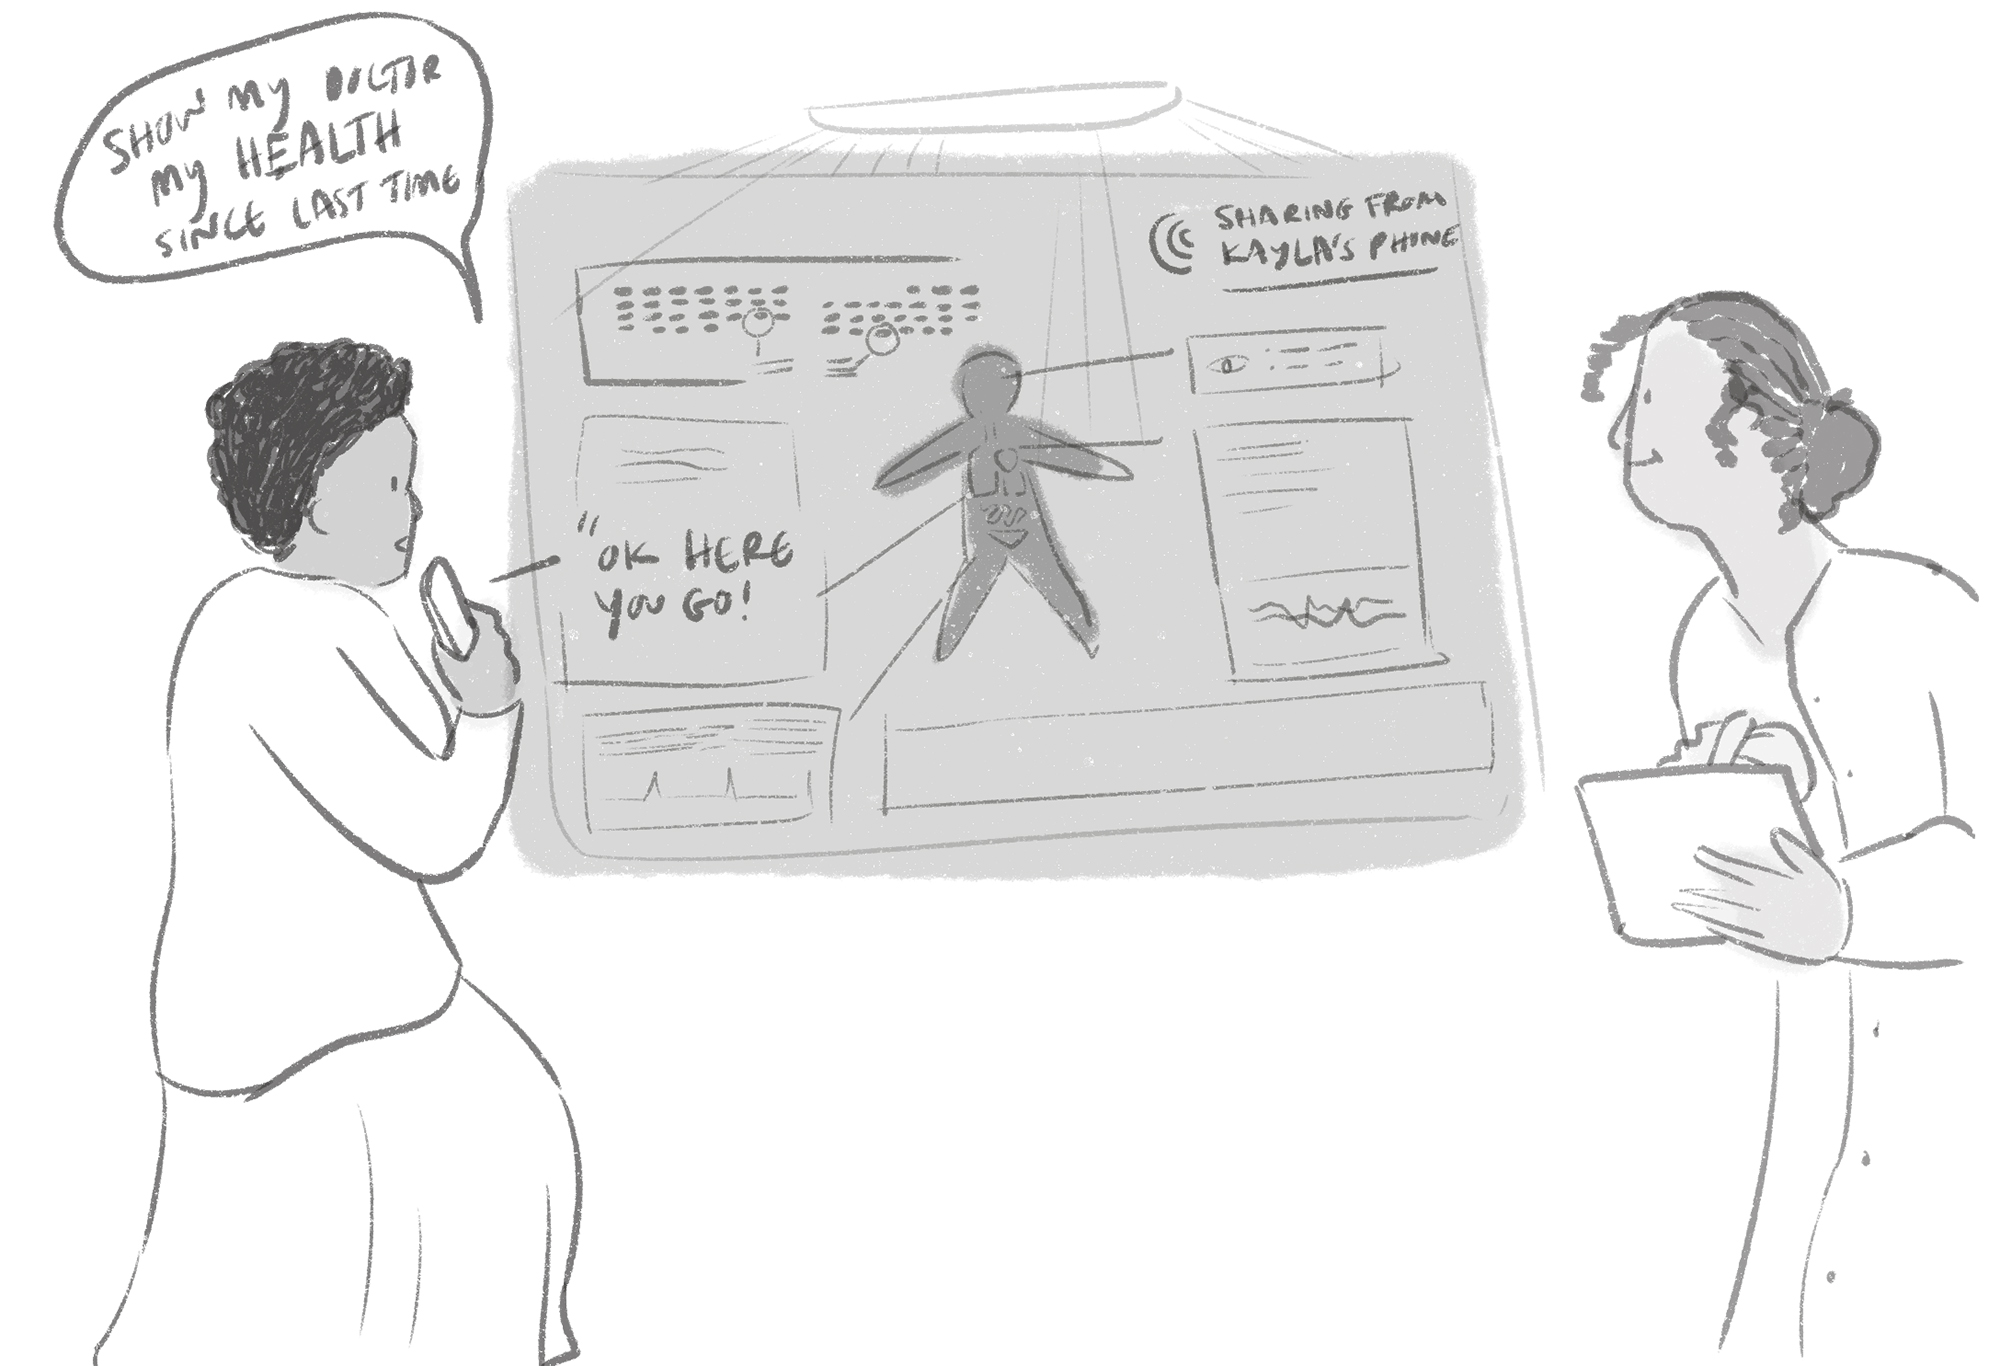 SHOW MY DOCTOR
MY HEALTH
SINCE LAST TIME
SHARING FROM
KAYLA'S PHONE
"OK HERE
YOU GO!